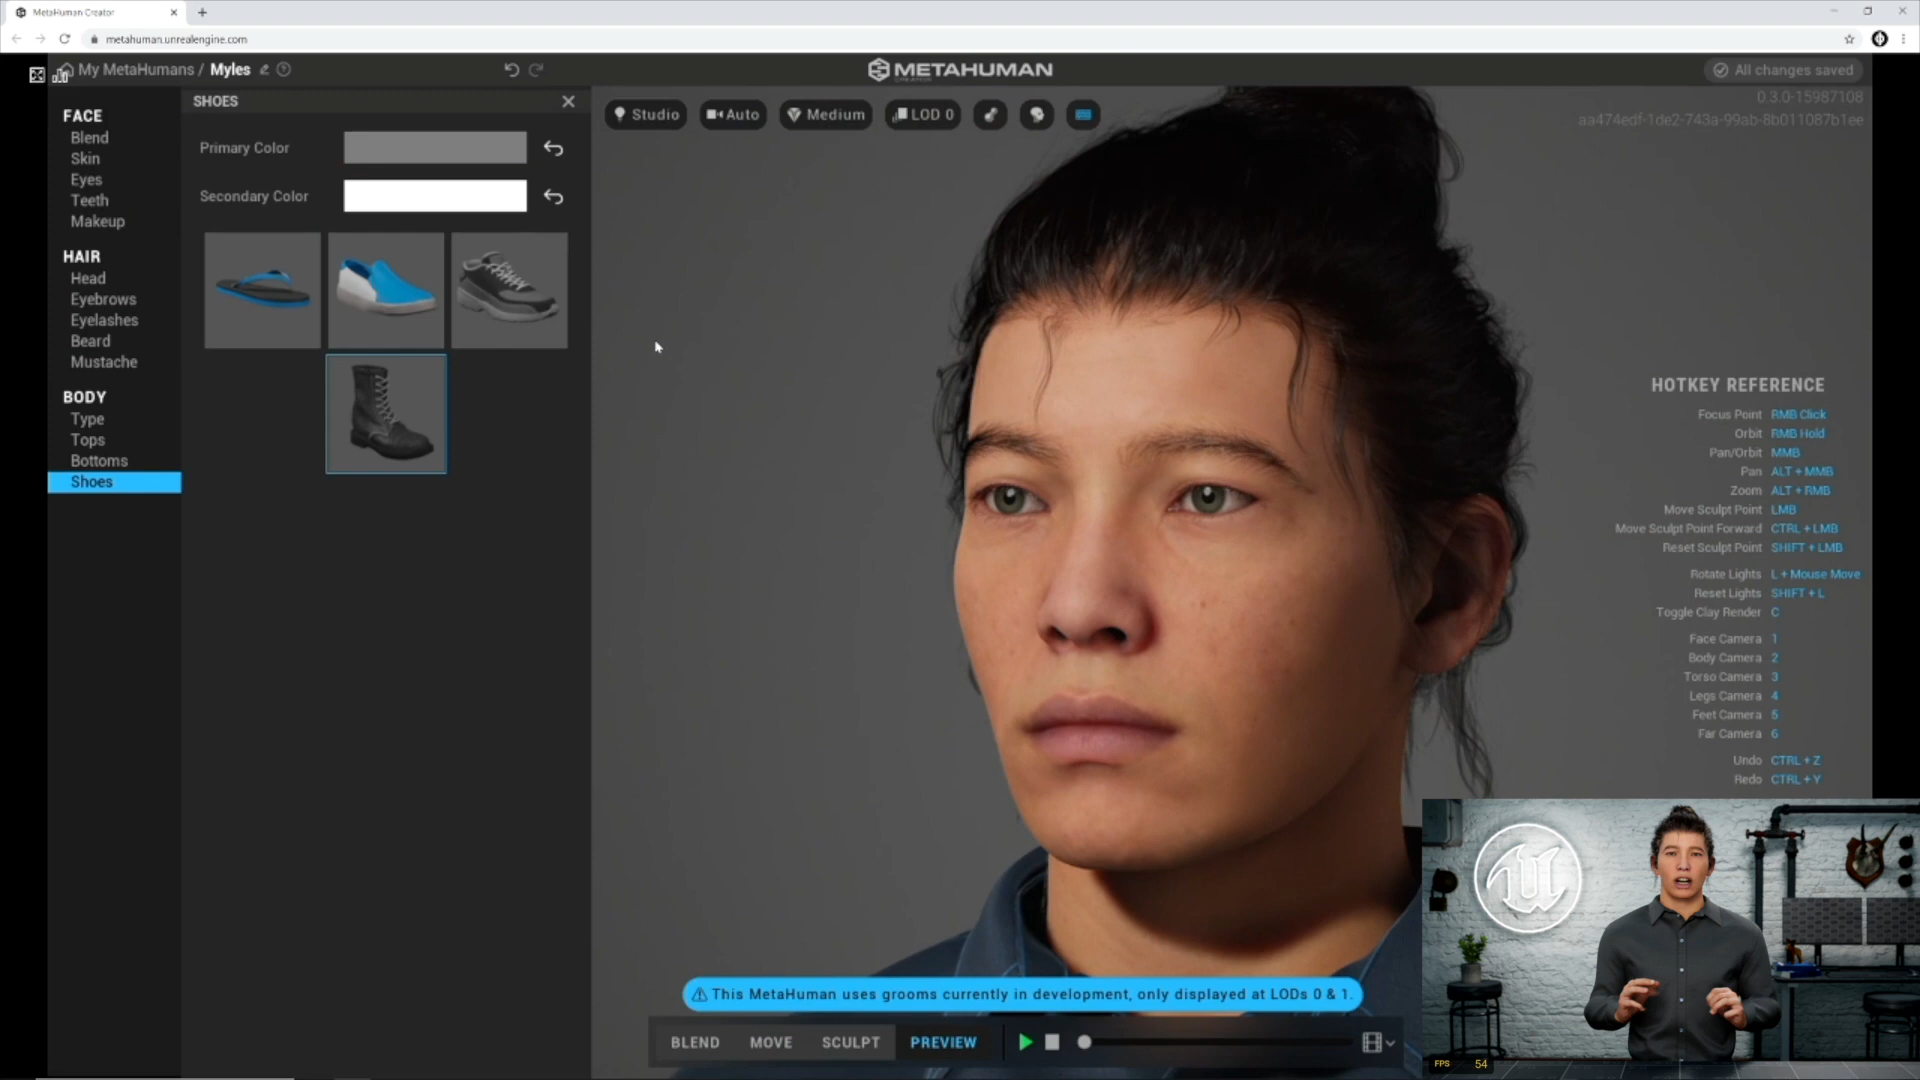 MetaHuman Creator
metahuman.unrealengine.com
My MetaHumans / Myles
METAHUMAN
CREATOR
All changes saved
0.3.0-15987108
aa474edf-1de2-743a-99ab-8b011087b1ee
FACE
Blend
Skin
Eyes
Teeth
Makeup
HAIR
Head
Eyebrows
Eyelashes
Beard
Mustache
BODY
Type
Tops
Bottoms
Shoes
SHOES
Primary Color
Secondary Color
Studio
Auto
Medium
LOD 0
HOTKEY REFERENCE
Focus Point RMB Click
Orbit RMB Hold
Pan/Orbit MMB
Pan ALT + MMB
Zoom ALT + RMB
Move Sculpt Point LMB
Move Sculpt Point Forward CTRL + LMB
Reset Sculpt Point SHIFT + LMB
Rotate Lights L + Mouse Move
Reset Lights SHIFT + L
Toggle Clay Render C
Face Camera 1
Body Camera 2
Torso Camera 3
Legs Camera 4
Feet Camera 5
Far Camera 6
Undo CTRL + Z
Redo CTRL + Y
This MetaHuman uses grooms currently in development, only displayed at LODs 0 & 1.
BLEND
MOVE
SCULPT
PREVIEW
FPS 54